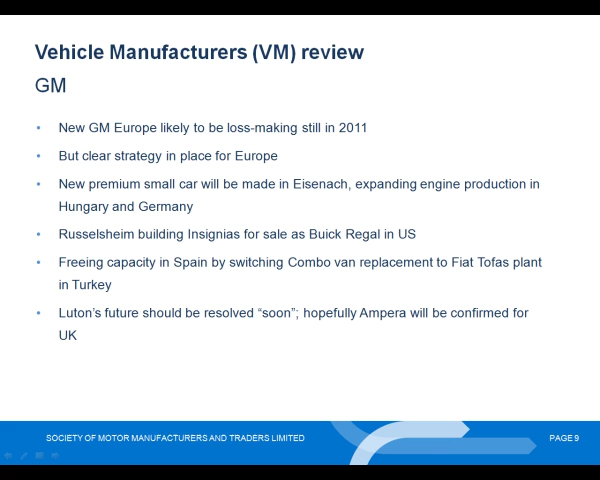 Vehicle Manufacturers (VM) review
GM
• New GM Europe likely to be loss-making still in 2011
• But clear strategy in place for Europe
• New premium small car will be made in Eisenach, expanding engine production in
Hungary and Germany
• Russelsheim building Insignias for sale as Buick Regal in US
• Freeing capacity in Spain by switching Combo van replacement to Fiat Tofas plant
in Turkey
• Luton's future should be resolved “soon”; hopefully Ampera will be confirmed for
UK
SOCIETY OF MOTOR MANUFACTURERS AND TRADERS LIMITED
PAGE 9